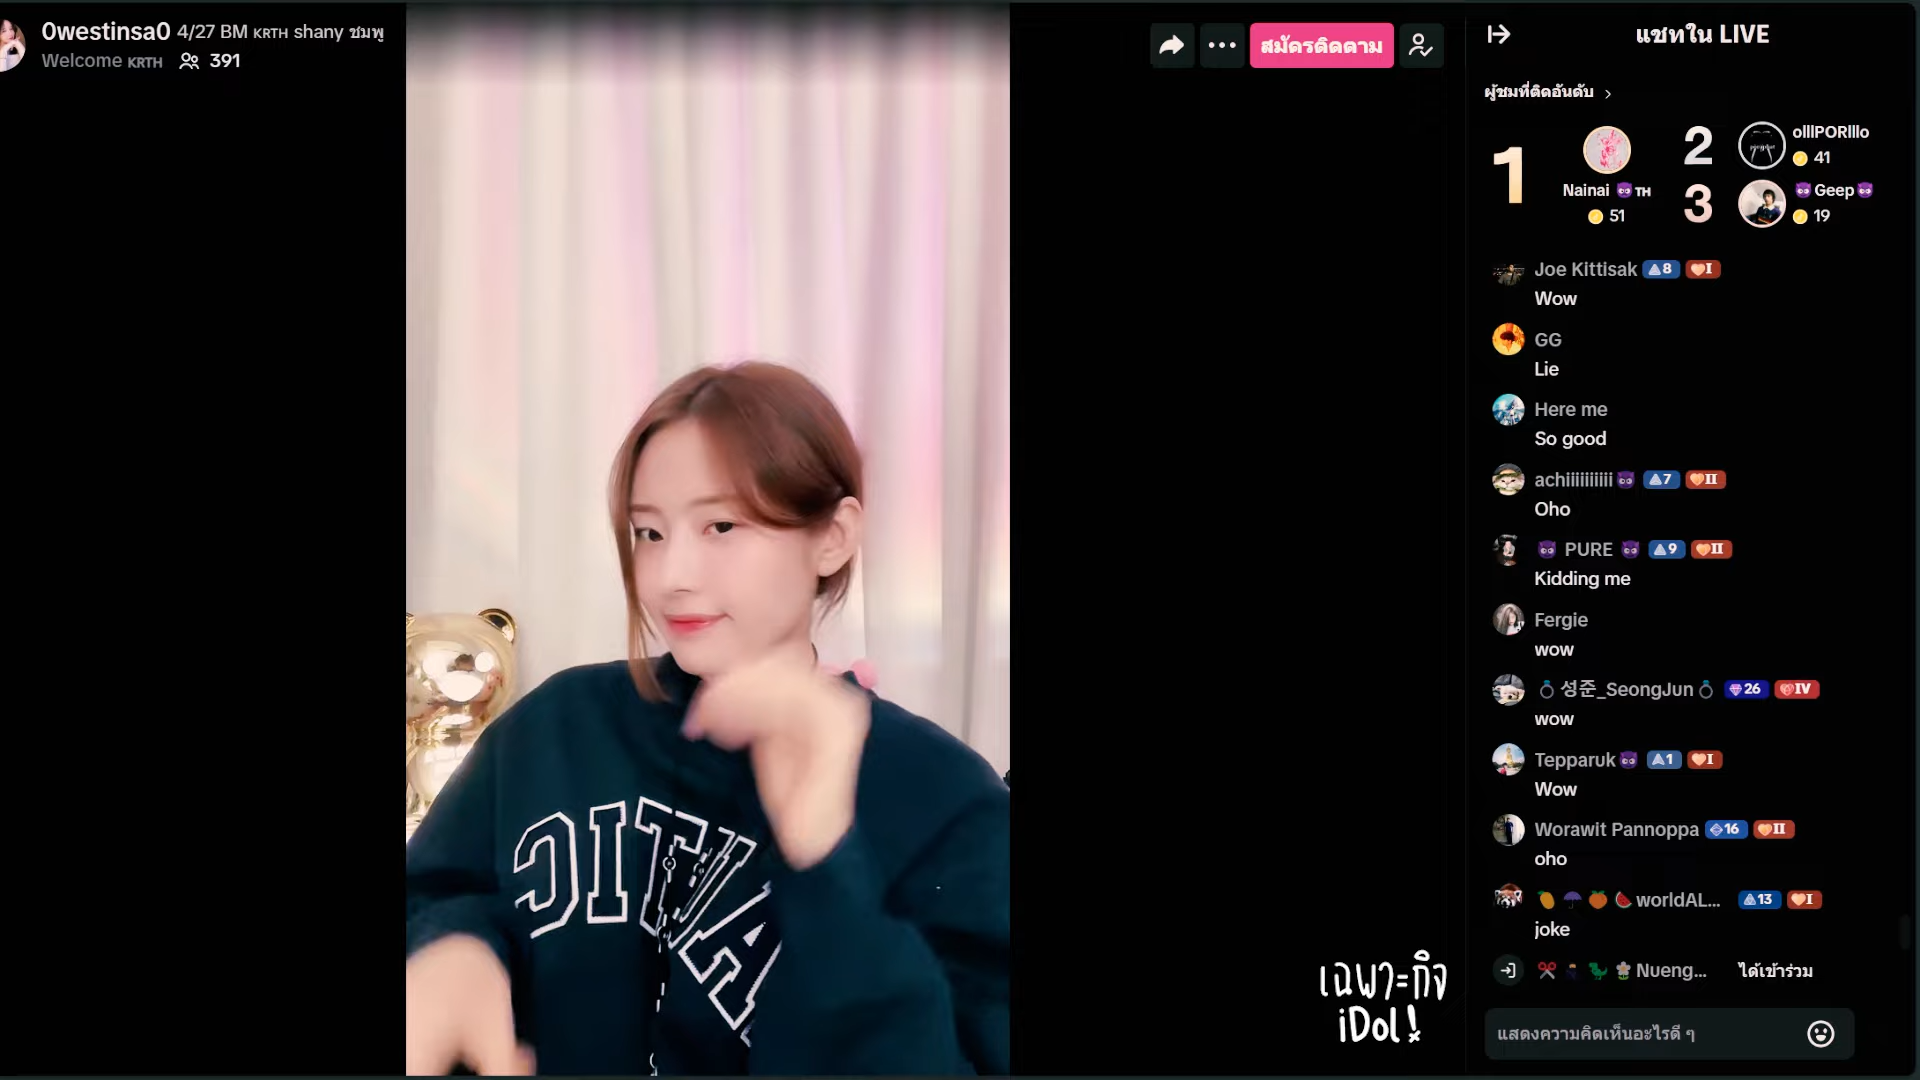 0westinsa0 4/27 BM KRTH shany ชมพู
Welcome KRTH 391
สมัครติดตาม
แชทใน LIVE
ผู้ชมที่ติดอันดับ
1
Nainai TH
51
2
olllPORlllo
41
3
Geep
19
Joe Kittisak 8 I
Wow
GG
Lie
Here me
So good
achiiiiiiiiii 7 II
Oho
PURE 9 II
Kidding me
Fergie
wow
성준_SeongJun 26 IV
wow
Tepparuk 1 I
Wow
Worawit Pannoppa 16 II
oho
worldAL... 13 I
joke
Nueng... ได้เข้าร่วม
แสดงความคิดเห็นอะไรดี ๆ
เฉพาะกิจ
iDol!